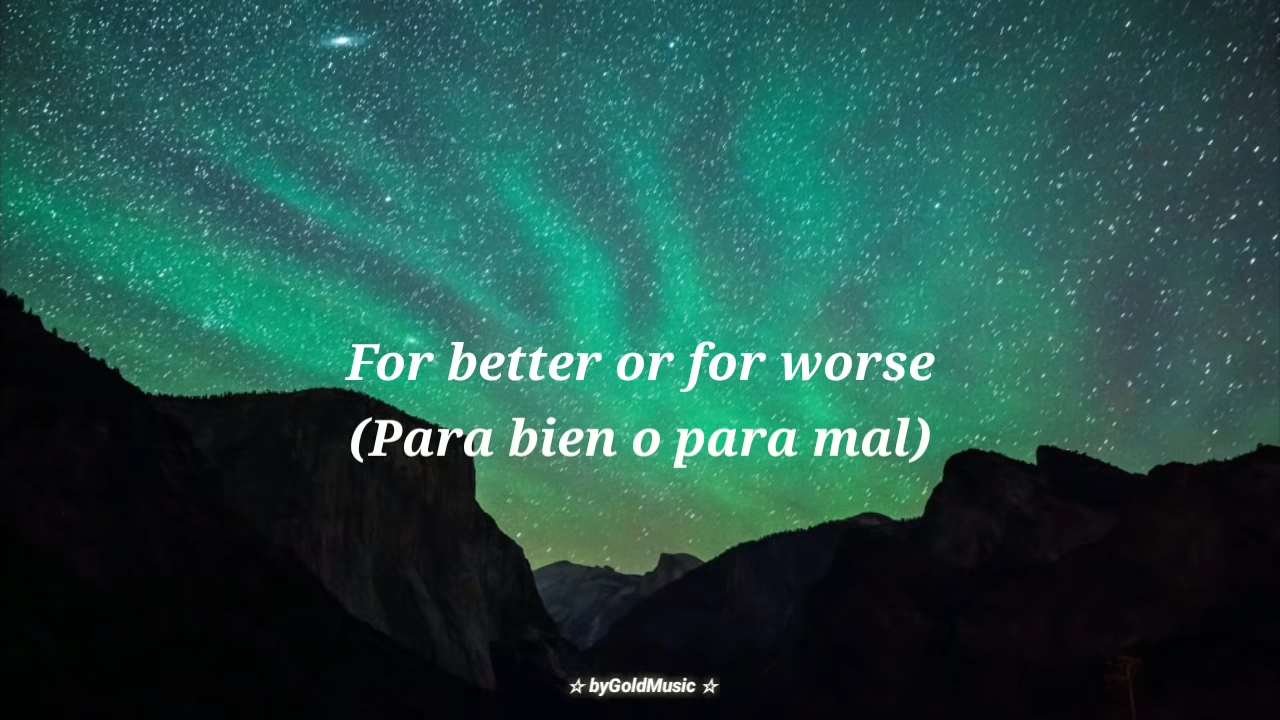 For better or for worse
(Para bien o para mal)
☆ byGoldMusic ☆